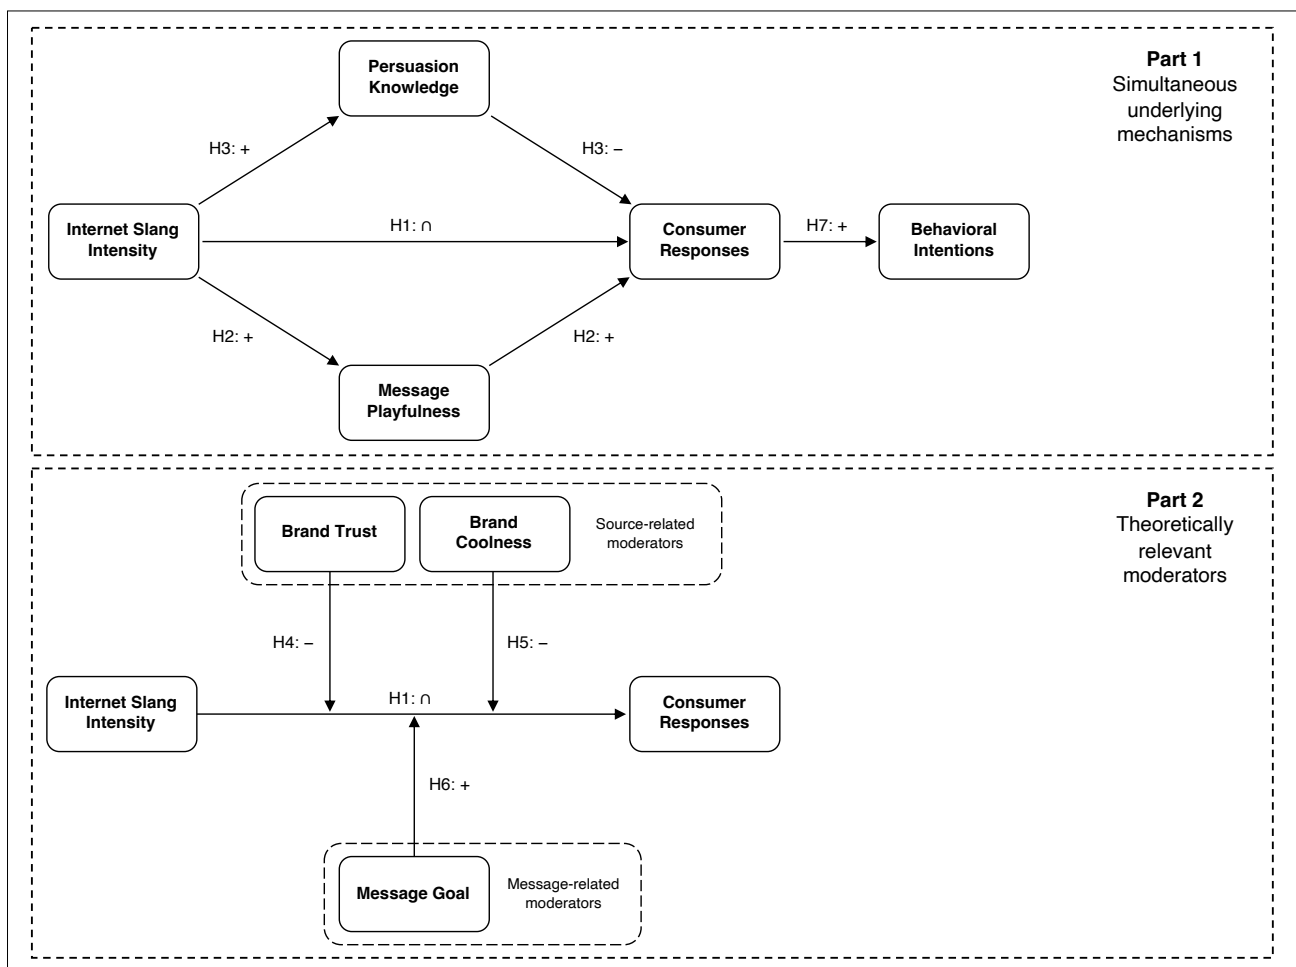 Part 1
Simultaneous
underlying
mechanisms
Persuasion
Knowledge
H3: +
H3: −
Internet Slang
Intensity
H1: ∩
Consumer
Responses
H7: +
Behavioral
Intentions
H2: +
H2: +
Message
Playfulness
Part 2
Theoretically
relevant
moderators
Brand Trust
Brand
Coolness
Source-related
moderators
H4: −
H5: −
Internet Slang
Intensity
H1: ∩
Consumer
Responses
H6: +
Message Goal
Message-related
moderators